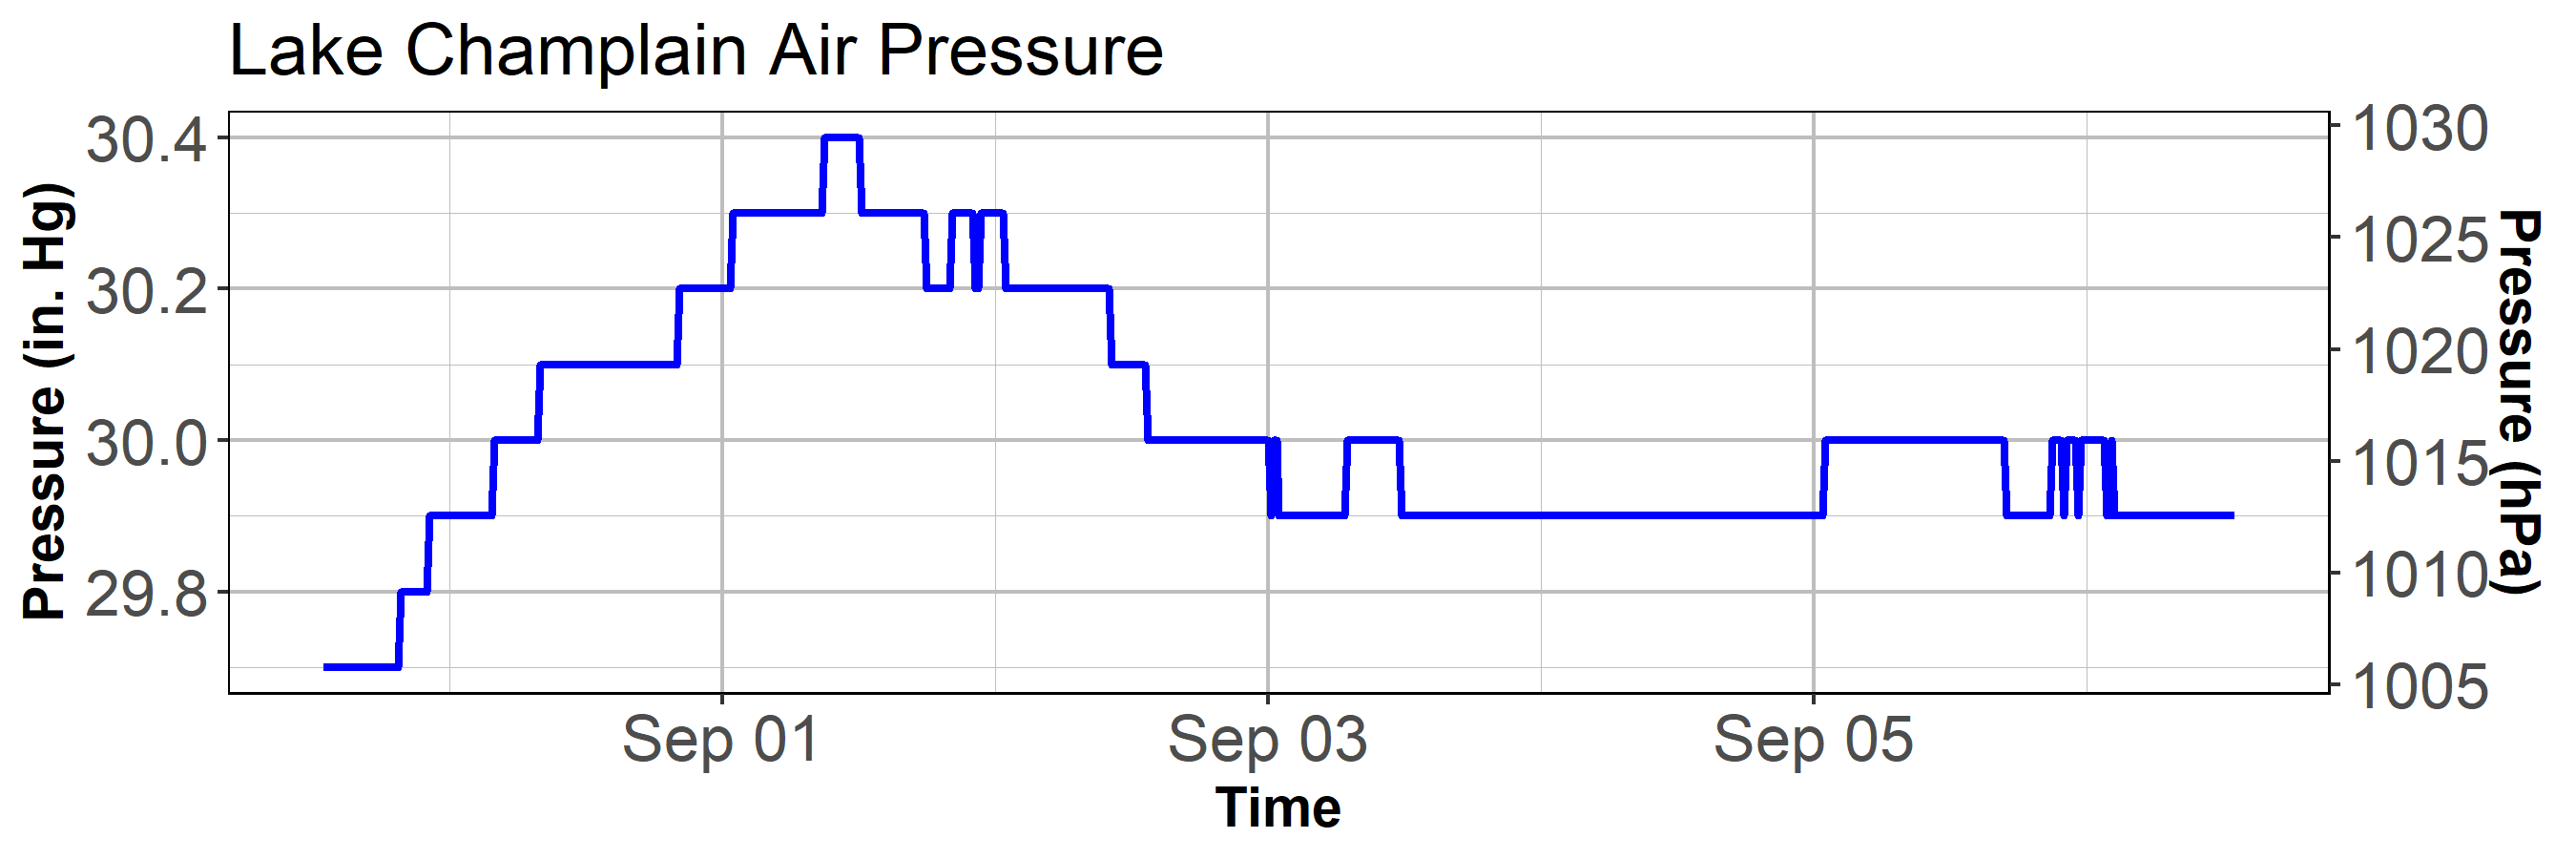 Lake Champlain Air Pressure
Pressure (in. Hg)
30.4
30.2
30.0
29.8
1030
1025
1020
1015
1010
1005
Pressure (hPa)
Sep 01
Sep 03
Sep 05
Time